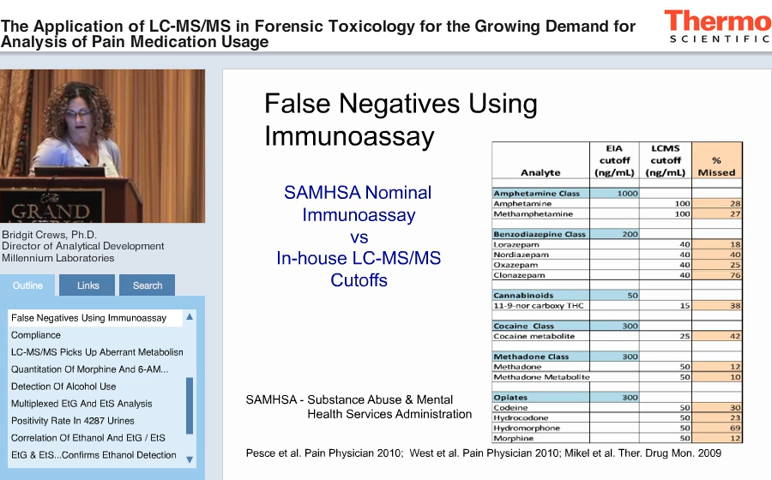 The Application of LC-MS/MS in Forensic Toxicology for the Growing Demand for
Analysis of Pain Medication Usage
Thermo
SCIENTIFIC
GRAND
Bridgit Crews, Ph.D.
Director of Analytical Development
Millennium Laboratories
Outline Links Search
False Negatives Using Immunoassay
Compliance
LC-MS/MS Picks Up Aberrant Metabolisn
Quantitation Of Morphine And 6-AM...
Detection Of Alcohol Use
Multiplexed EtG And EtS Analysis
Positivity Rate In 4287 Urines
Correlation Of Ethanol And EtG / EtS
EtG & EtS...Confirms Ethanol Detection
False Negatives Using
Immunoassay
SAMHSA Nominal
Immunoassay
vs
In-house LC-MS/MS
Cutoffs
SAMHSA - Substance Abuse & Mental
Health Services Administration
Analyte EIA cutoff (ng/mL) LCMS cutoff (ng/mL) % Missed
Amphetamine Class 1000
Amphetamine 100 28
Methamphetamine 100 27
Benzodiazepine Class 200
Lorazepam 40 18
Nordiazepam 40 40
Oxazepam 40 25
Clonazepam 40 76
Cannabinoids 50
11-9-nor carboxy THC 15 38
Cocaine Class 300
Cocaine metabolite 25 42
Methadone Class 300
Methadone 50 12
Methadone Metabolite 50 10
Opiates 300
Codeine 50 30
Hydrocodone 50 23
Hydromorphone 50 69
Morphine 50 12
Pesce et al. Pain Physician 2010; West et al. Pain Physician 2010; Mikel et al. Ther. Drug Mon. 2009